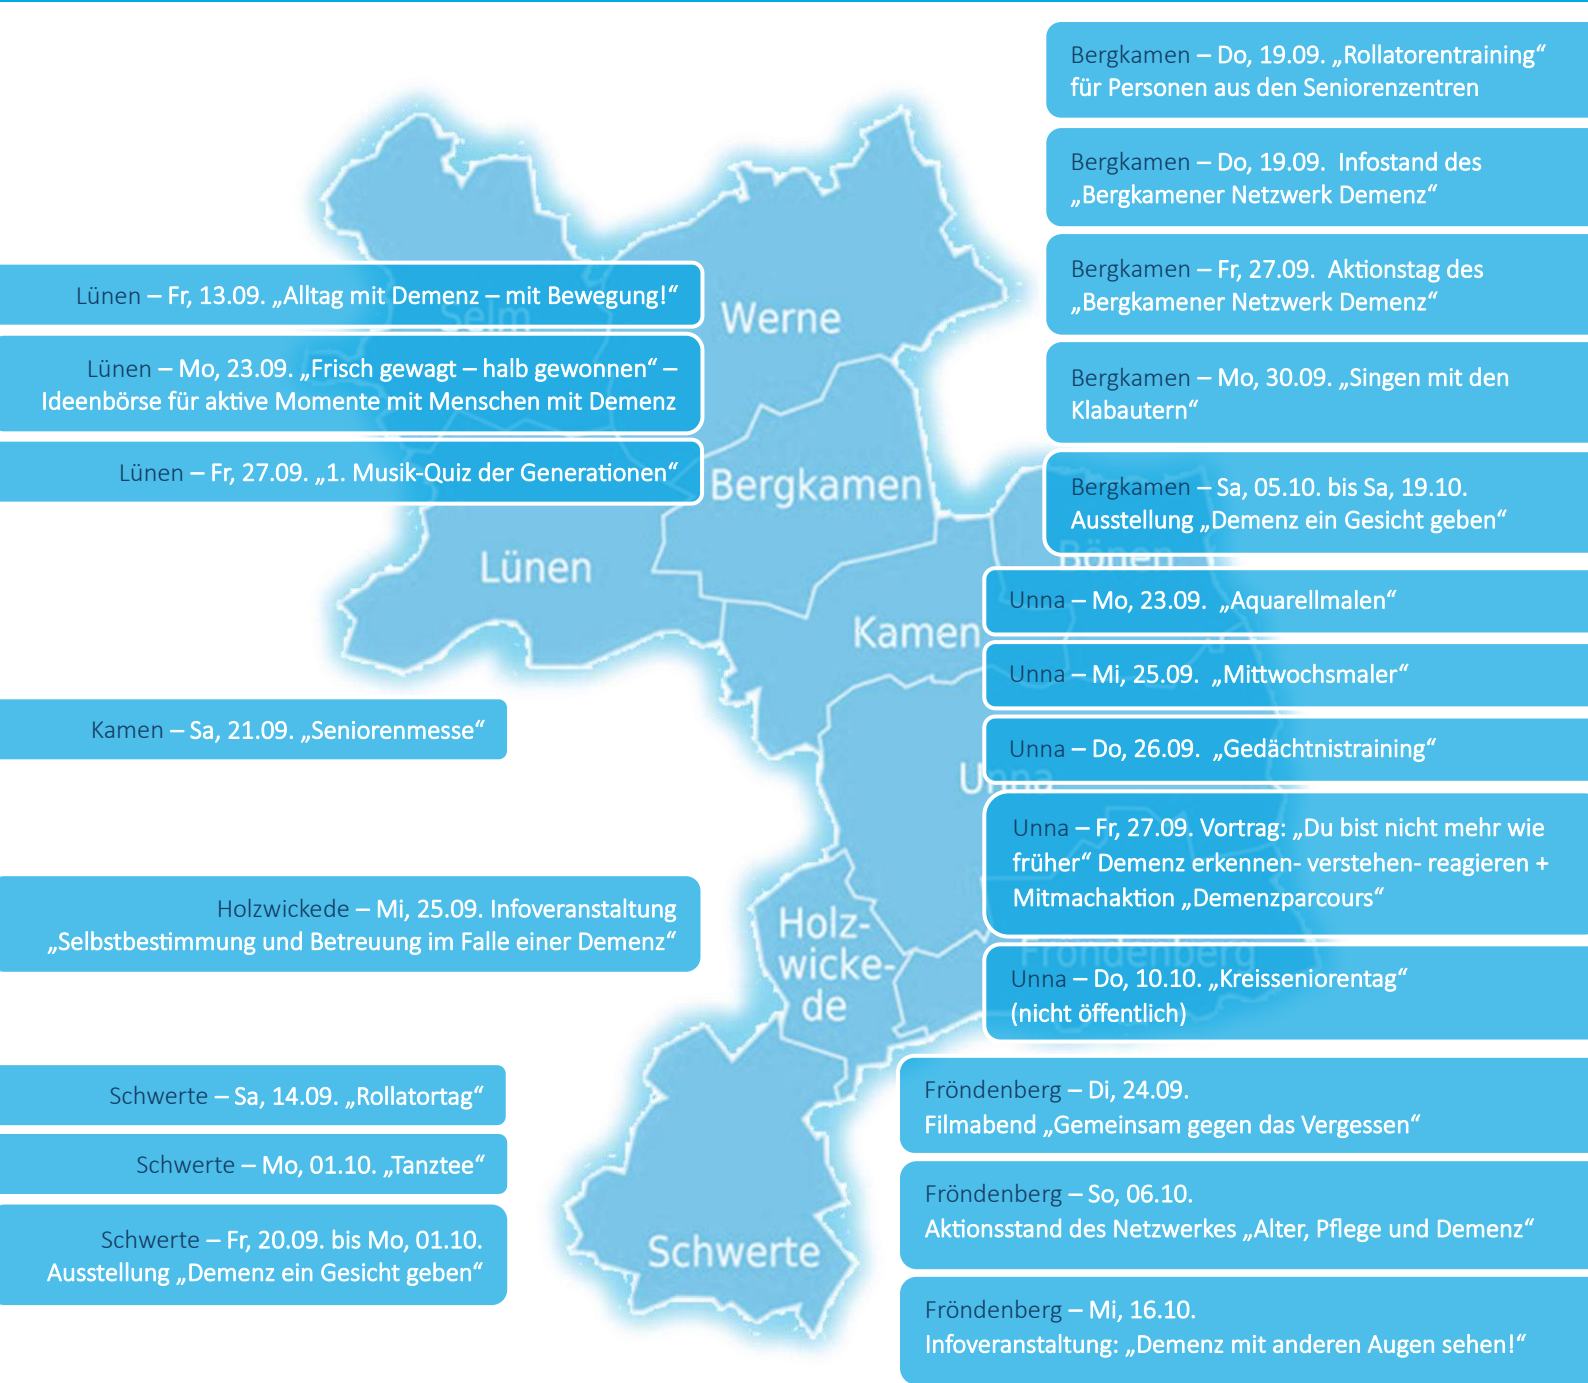 Bergkamen – Do, 19.09. „Rollatorentraining“
für Personen aus den Seniorenzentren
Bergkamen – Do, 19.09. Infostand des
„Bergkamener Netzwerk Demenz“
Bergkamen – Fr, 27.09. Aktionstag des
„Bergkamener Netzwerk Demenz“
Bergkamen – Mo, 30.09. „Singen mit den
Klabautern“
Bergkamen – Sa, 05.10. bis Sa, 19.10.
Ausstellung „Demenz ein Gesicht geben“
Lünen – Fr, 13.09. „Alltag mit Demenz – mit Bewegung!“
Lünen – Mo, 23.09. „Frisch gewagt – halb gewonnen“ –
Ideenbörse für aktive Momente mit Menschen mit Demenz
Lünen – Fr, 27.09. „1. Musik-Quiz der Generationen“
Selm
Werne
Bergkamen
Lünen
Bönen
Kamen
Unna
Holz-
wicke-
de
Fröndenberg
Schwerte
Unna – Mo, 23.09. „Aquarellmalen“
Unna – Mi, 25.09. „Mittwochsmaler“
Unna – Do, 26.09. „Gedächtnistraining“
Unna – Fr, 27.09. Vortrag: „Du bist nicht mehr wie
früher“ Demenz erkennen- verstehen- reagieren +
Mitmachaktion „Demenzparcours“
Unna – Do, 10.10. „Kreisseniorentag“
(nicht öffentlich)
Kamen – Sa, 21.09. „Seniorenmesse“
Holzwickede – Mi, 25.09. Infoveranstaltung
„Selbstbestimmung und Betreuung im Falle einer Demenz“
Schwerte – Sa, 14.09. „Rollatortag“
Schwerte – Mo, 01.10. „Tanztee“
Schwerte – Fr, 20.09. bis Mo, 01.10.
Ausstellung „Demenz ein Gesicht geben“
Fröndenberg – Di, 24.09.
Filmabend „Gemeinsam gegen das Vergessen“
Fröndenberg – So, 06.10.
Aktionsstand des Netzwerkes „Alter, Pflege und Demenz“
Fröndenberg – Mi, 16.10.
Infoveranstaltung: „Demenz mit anderen Augen sehen!“